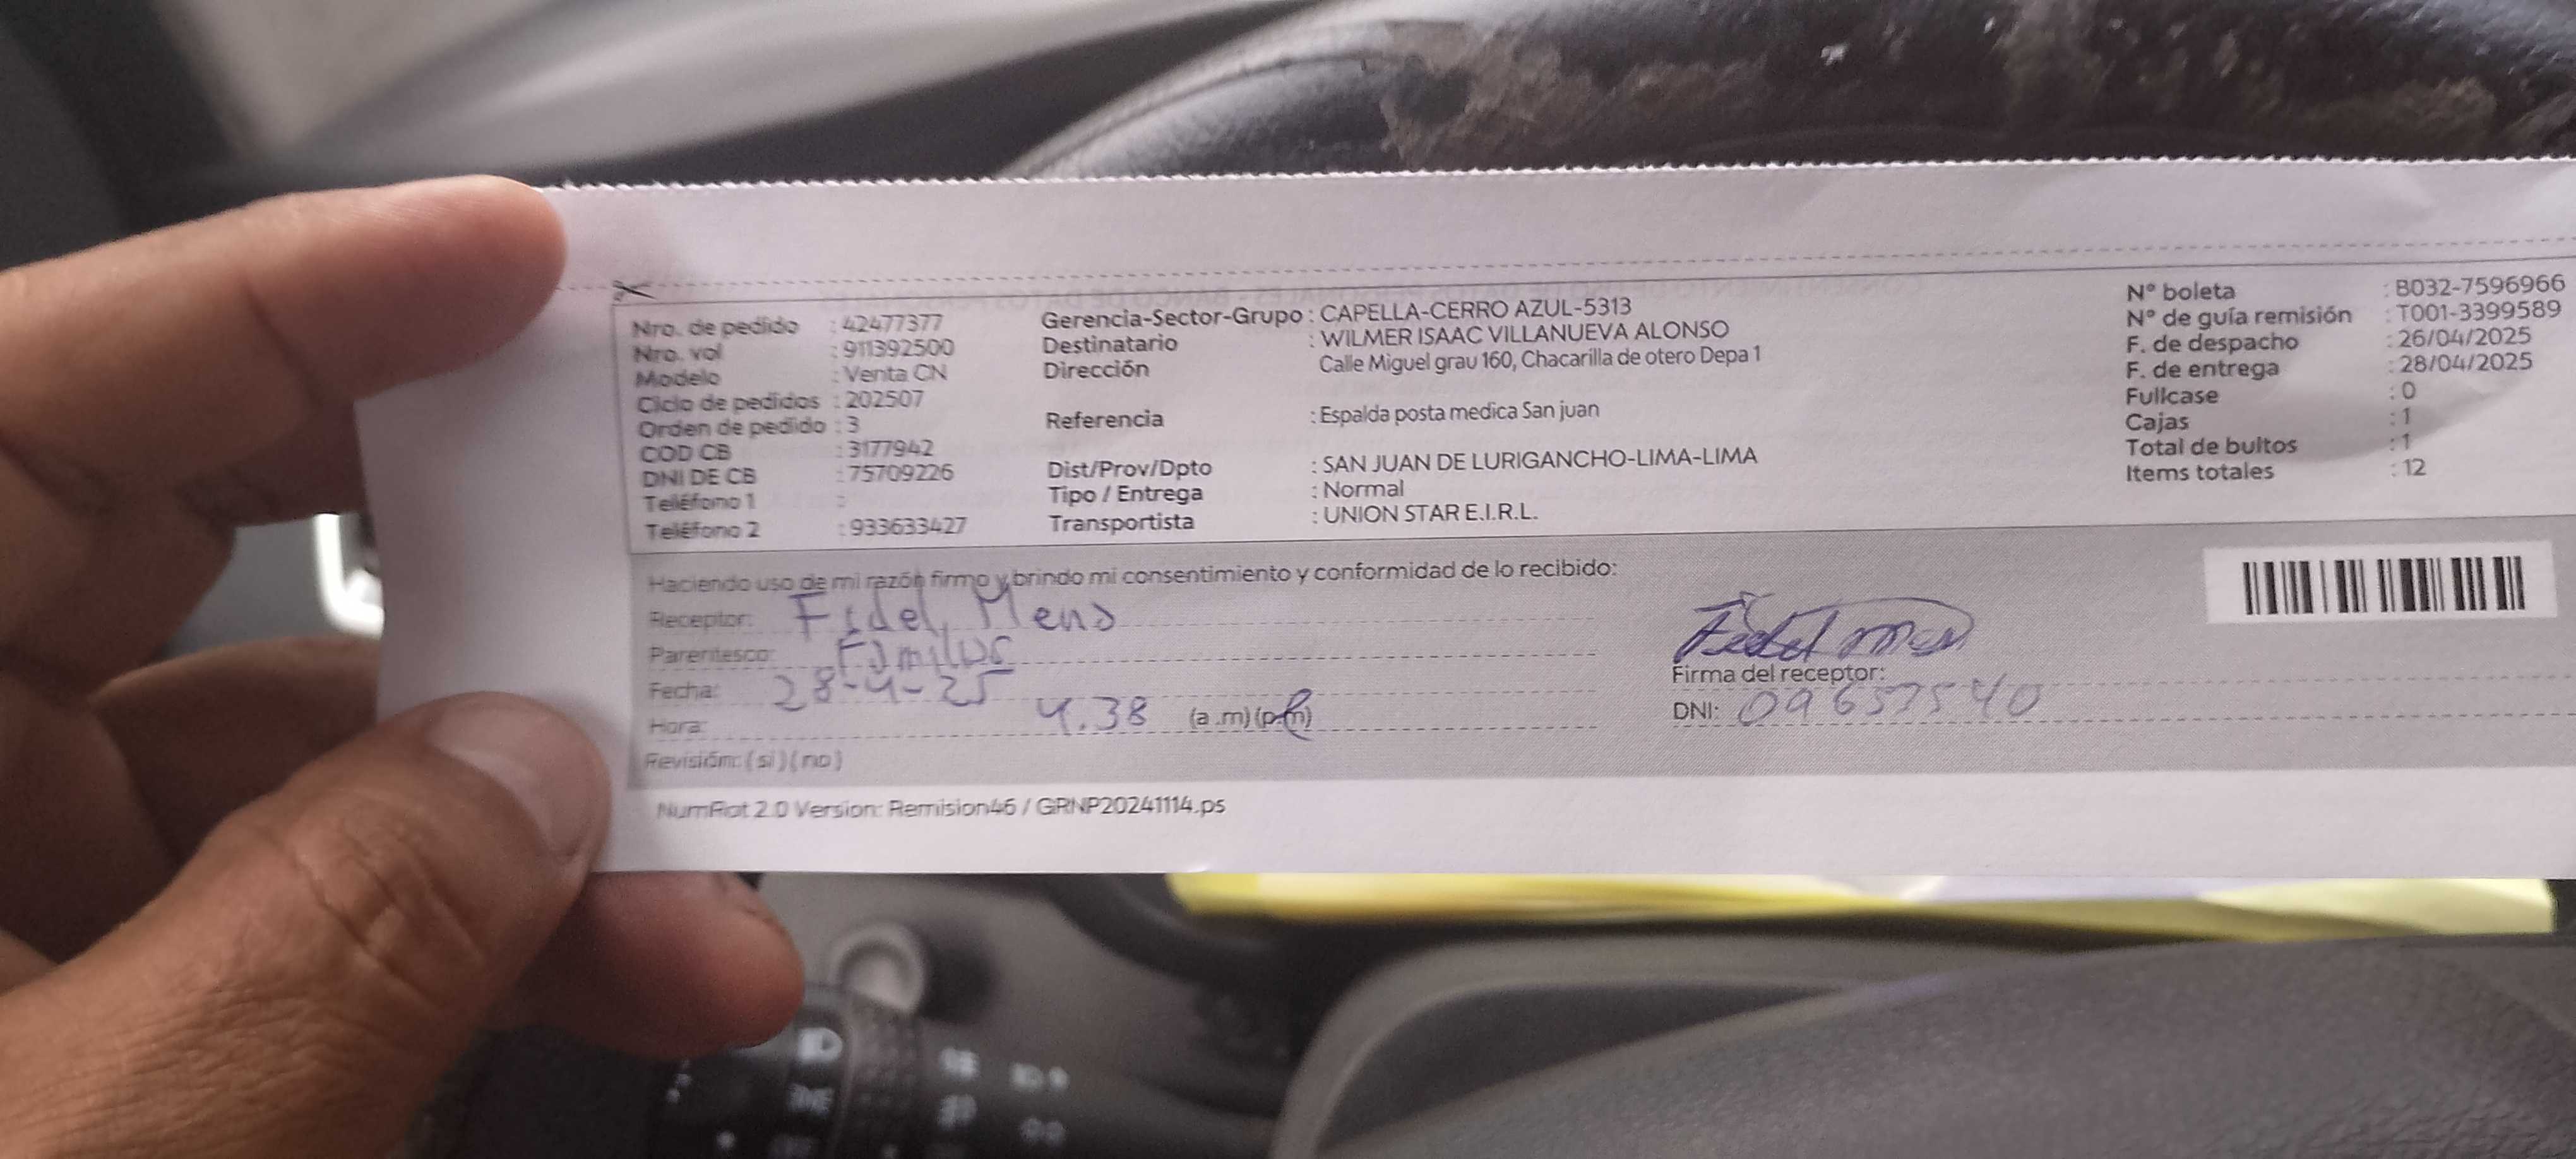 Nro. de pedido : 42477377
Nro. vol : 911392500
Modelo : Venta CN
Ciclo de pedidos : 202507
Orden de pedido : 3
COD CB : 3177942
DNI DE CB : 75709226
Teléfono 1 :
Teléfono 2 : 933633427
Gerencia-Sector-Grupo : CAPELLA-CERRO AZUL-5313
Destinatario : WILMER ISAAC VILLANUEVA ALONSO
Dirección Calle Miguel grau 160, Chacarilla de otero Depa 1
Referencia : Espalda posta medica San juan
Dist/Prov/Dpto : SAN JUAN DE LURIGANCHO-LIMA-LIMA
Tipo / Entrega : Normal
Transportista : UNION STAR E.I.R.L.
N° boleta : B032-7596966
N° de guía remisión : T001-3399589
F. de despacho : 26/04/2025
F. de entrega : 28/04/2025
Fullcase : 0
Cajas : 1
Total de bultos : 1
Items totales : 12
Haciendo uso de mi razón firmo y brindo mi consentimiento y conformidad de lo recibido:
Receptor: Fidel Mena
Parentesco:
Fecha: 28-4-25
Hora: 4.38 (a .m) (p.m)
Revisión: ( si ) ( no )
Firma del receptor:
DNI: 09657540
NumRot 2.0 Version: Remision46 / GRNP20241114.ps